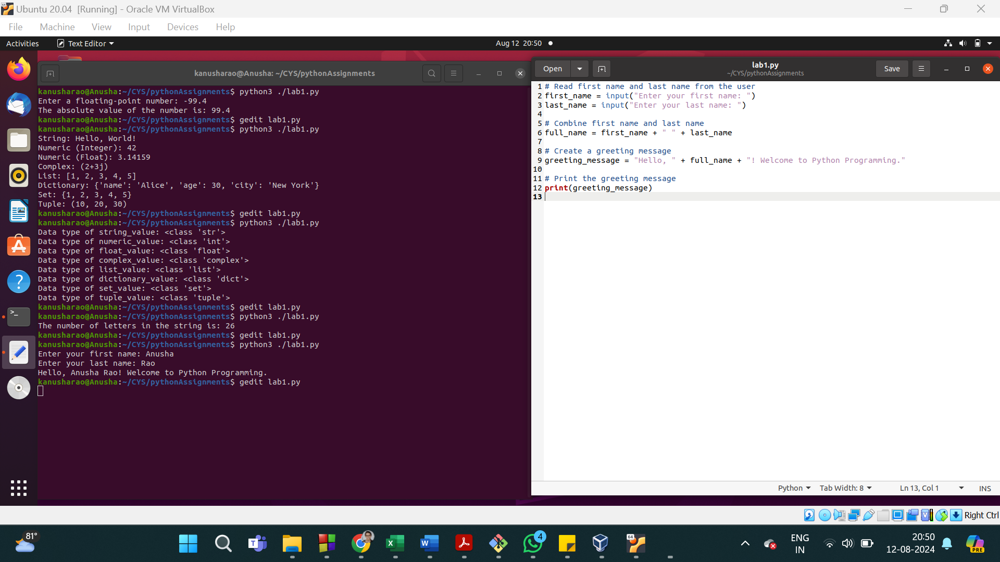 Ubuntu 20.04 [Running] - Oracle VM VirtualBox
File Machine View Input Devices Help
Activities Text Editor Aug 12 20:50
kanusharao@Anusha: ~/CYS/pythonAssignments
kanusharao@Anusha:~/CYS/pythonAssignments$ python3 ./lab1.py
Enter a floating-point number: -99.4
The absolute value of the number is: 99.4
kanusharao@Anusha:~/CYS/pythonAssignments$ gedit lab1.py
kanusharao@Anusha:~/CYS/pythonAssignments$ python3 ./lab1.py
String: Hello, World!
Numeric (Integer): 42
Numeric (Float): 3.14159
Complex: (2+3j)
List: [1, 2, 3, 4, 5]
Dictionary: {'name': 'Alice', 'age': 30, 'city': 'New York'}
Set: {1, 2, 3, 4, 5}
Tuple: (10, 20, 30)
kanusharao@Anusha:~/CYS/pythonAssignments$ gedit lab1.py
kanusharao@Anusha:~/CYS/pythonAssignments$ python3 ./lab1.py
Data type of string_value: <class 'str'>
Data type of numeric_value: <class 'int'>
Data type of float_value: <class 'float'>
Data type of complex_value: <class 'complex'>
Data type of list_value: <class 'list'>
Data type of dictionary_value: <class 'dict'>
Data type of set_value: <class 'set'>
Data type of tuple_value: <class 'tuple'>
kanusharao@Anusha:~/CYS/pythonAssignments$ gedit lab1.py
kanusharao@Anusha:~/CYS/pythonAssignments$ python3 ./lab1.py
The number of letters in the string is: 26
kanusharao@Anusha:~/CYS/pythonAssignments$ gedit lab1.py
kanusharao@Anusha:~/CYS/pythonAssignments$ python3 ./lab1.py
Enter your first name: Anusha
Enter your last name: Rao
Hello, Anusha Rao! Welcome to Python Programming.
kanusharao@Anusha:~/CYS/pythonAssignments$ gedit lab1.py
Open lab1.py Save
~/CYS/pythonAssignments
1 # Read first name and last name from the user
2 first_name = input("Enter your first name: ")
3 last_name = input("Enter your last name: ")
4
5 # Combine first name and last name
6 full_name = first_name + " " + last_name
7
8 # Create a greeting message
9 greeting_message = "Hello, " + full_name + "! Welcome to Python Programming."
10
11 # Print the greeting message
12 print(greeting_message)
13
Python Tab Width: 8 Ln 13, Col 1 INS
Right Ctrl
81°
4
64
ENG
IN
20:50
12-08-2024
PRE